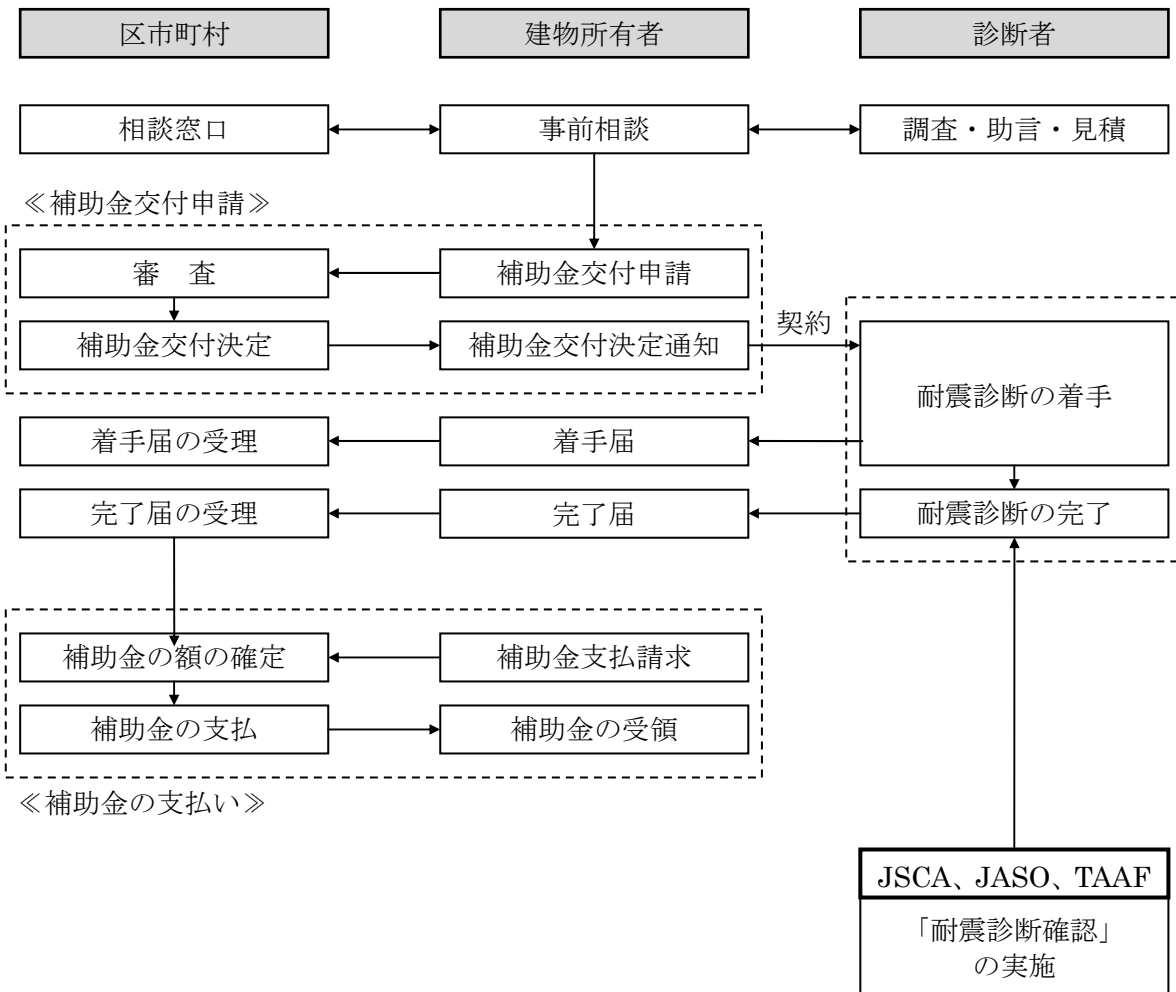 区市町村
建物所有者
診断者
相談窓口
事前相談
調査・助言・見積
≪補助金交付申請≫
審　査
補助金交付申請
補助金交付決定
補助金交付決定通知
契約
耐震診断の着手
着手届の受理
着手届
完了届の受理
完了届
耐震診断の完了
補助金の額の確定
補助金支払請求
補助金の支払
補助金の受領
≪補助金の支払い≫
JSCA、JASO、TAAF
「耐震診断確認」
の実施